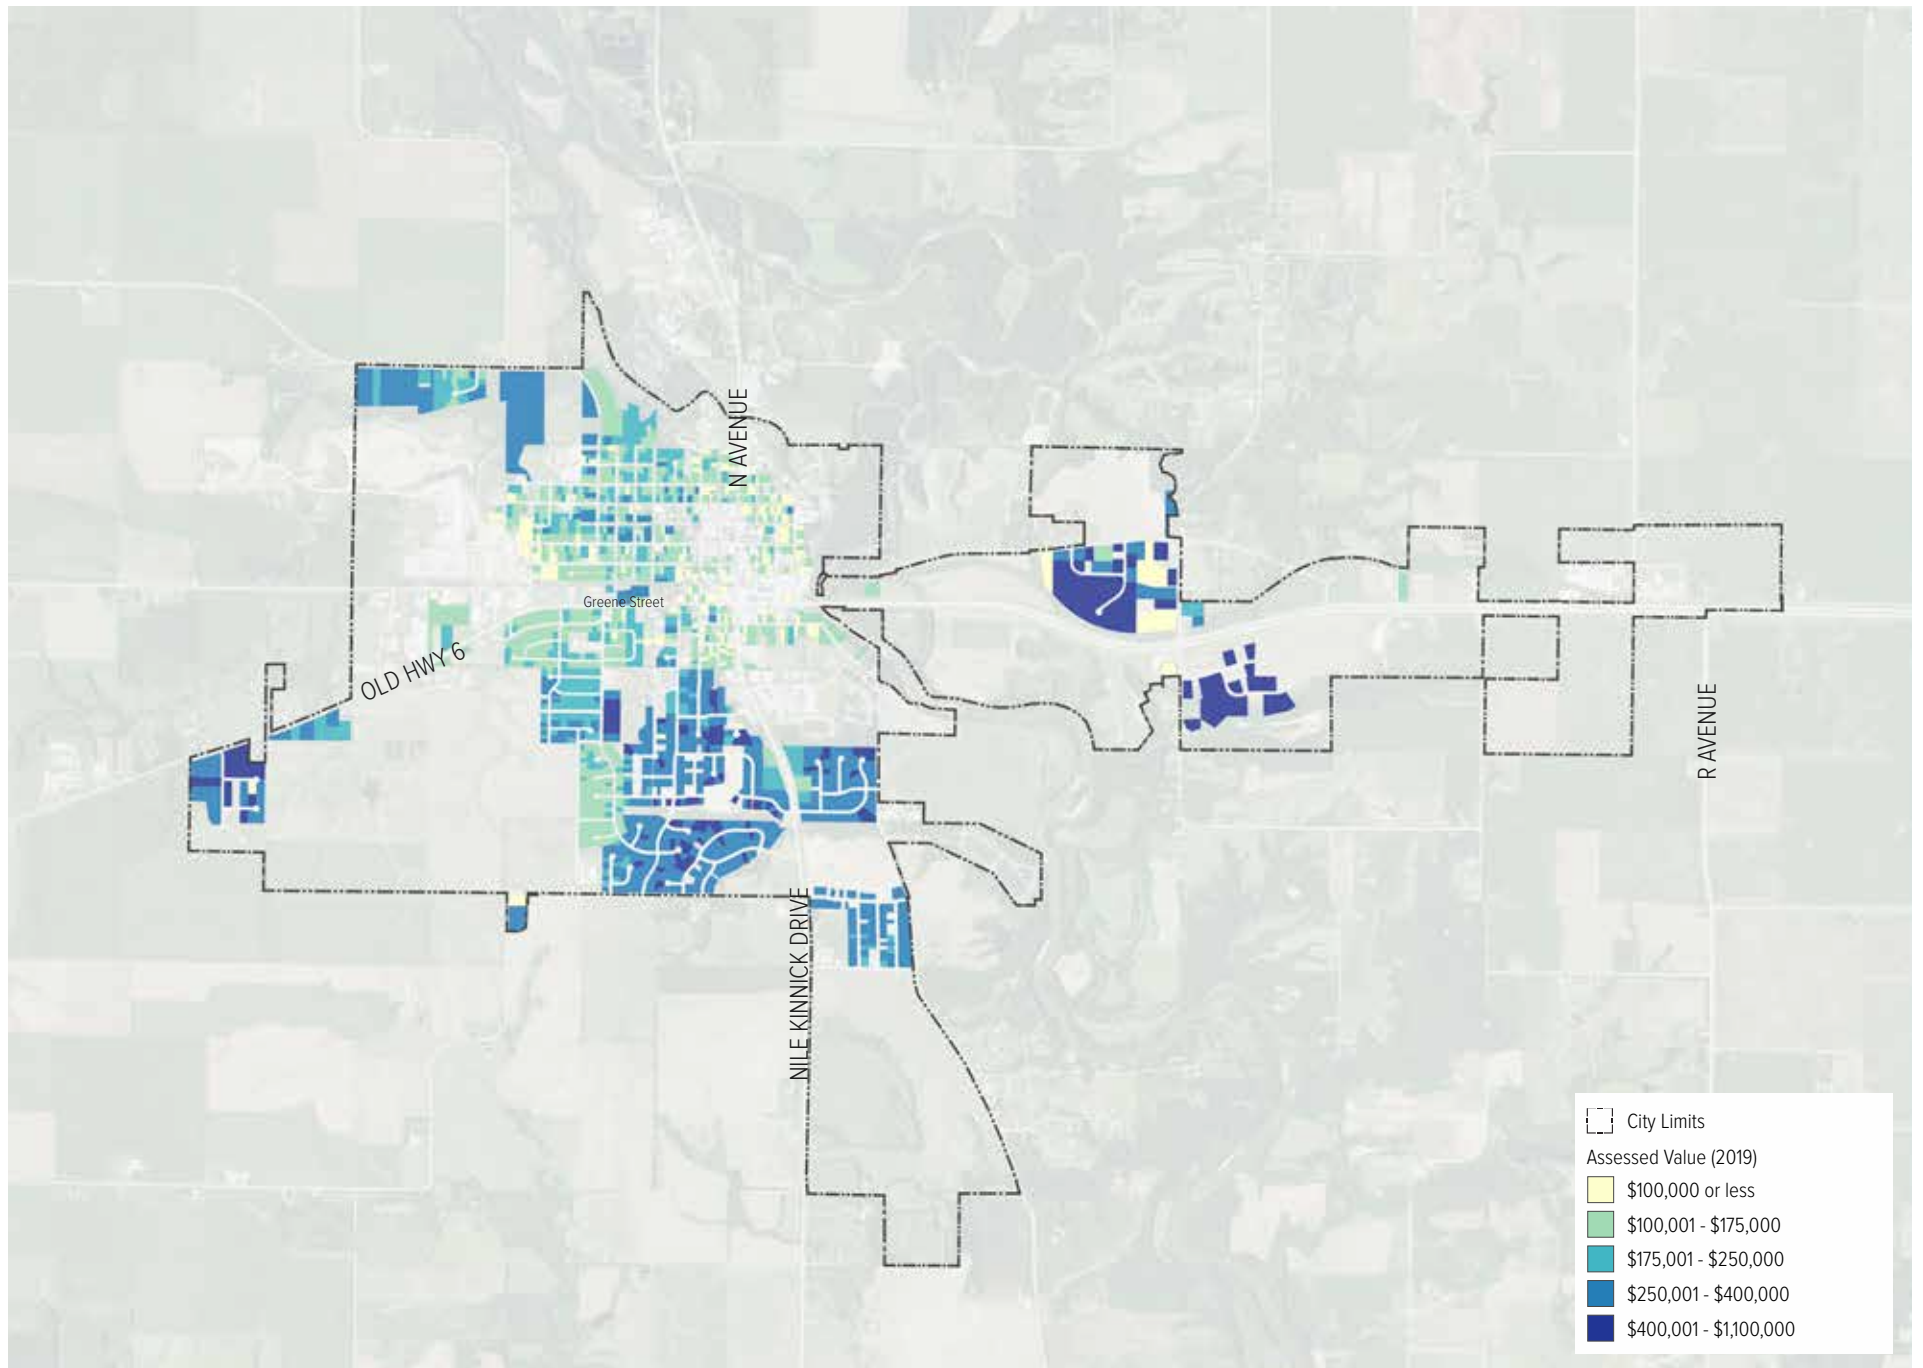 N AVENUE
Greene Street
OLD HWY 6
R AVENUE
NILE KINNICK DRIVE
City Limits
Assessed Value (2019)
$100,000 or less
$100,001 - $175,000
$175,001 - $250,000
$250,001 - $400,000
$400,001 - $1,100,000